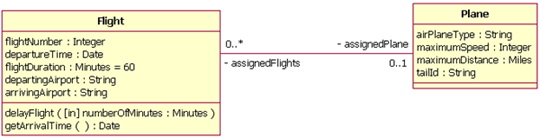 Flight
flightNumber : Integer
departureTime : Date
flightDuration : Minutes = 60
departingAirport : String
arrivingAirport : String
delayFlight ( [in] numberOfMinutes : Minutes )
getArrivalTime ( ) : Date
0..*
- assignedPlane
- assignedFlights
0..1
Plane
airPlaneType : String
maximumSpeed : Integer
maximumDistance : Miles
tailId : String